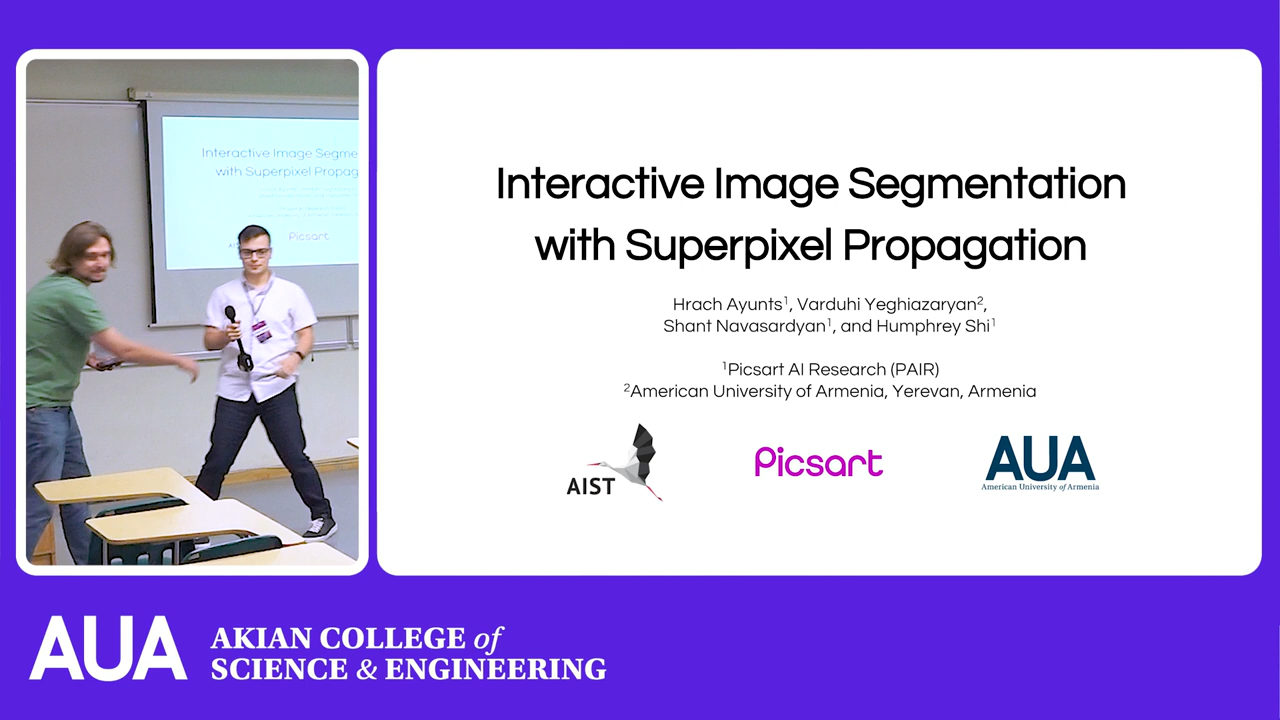 Interactive Image Segme
with Superpixel Propag
Picsart
Interactive Image Segmentation
with Superpixel Propagation
Hrach Ayunts¹, Varduhi Yeghiazaryan²,
Shant Navasardyan¹, and Humphrey Shi¹
¹Picsart AI Research (PAIR)
²American University of Armenia, Yerevan, Armenia
AIST
Picsart
AUA
American University of Armenia
AUA
AKIAN COLLEGE of
SCIENCE & ENGINEERING